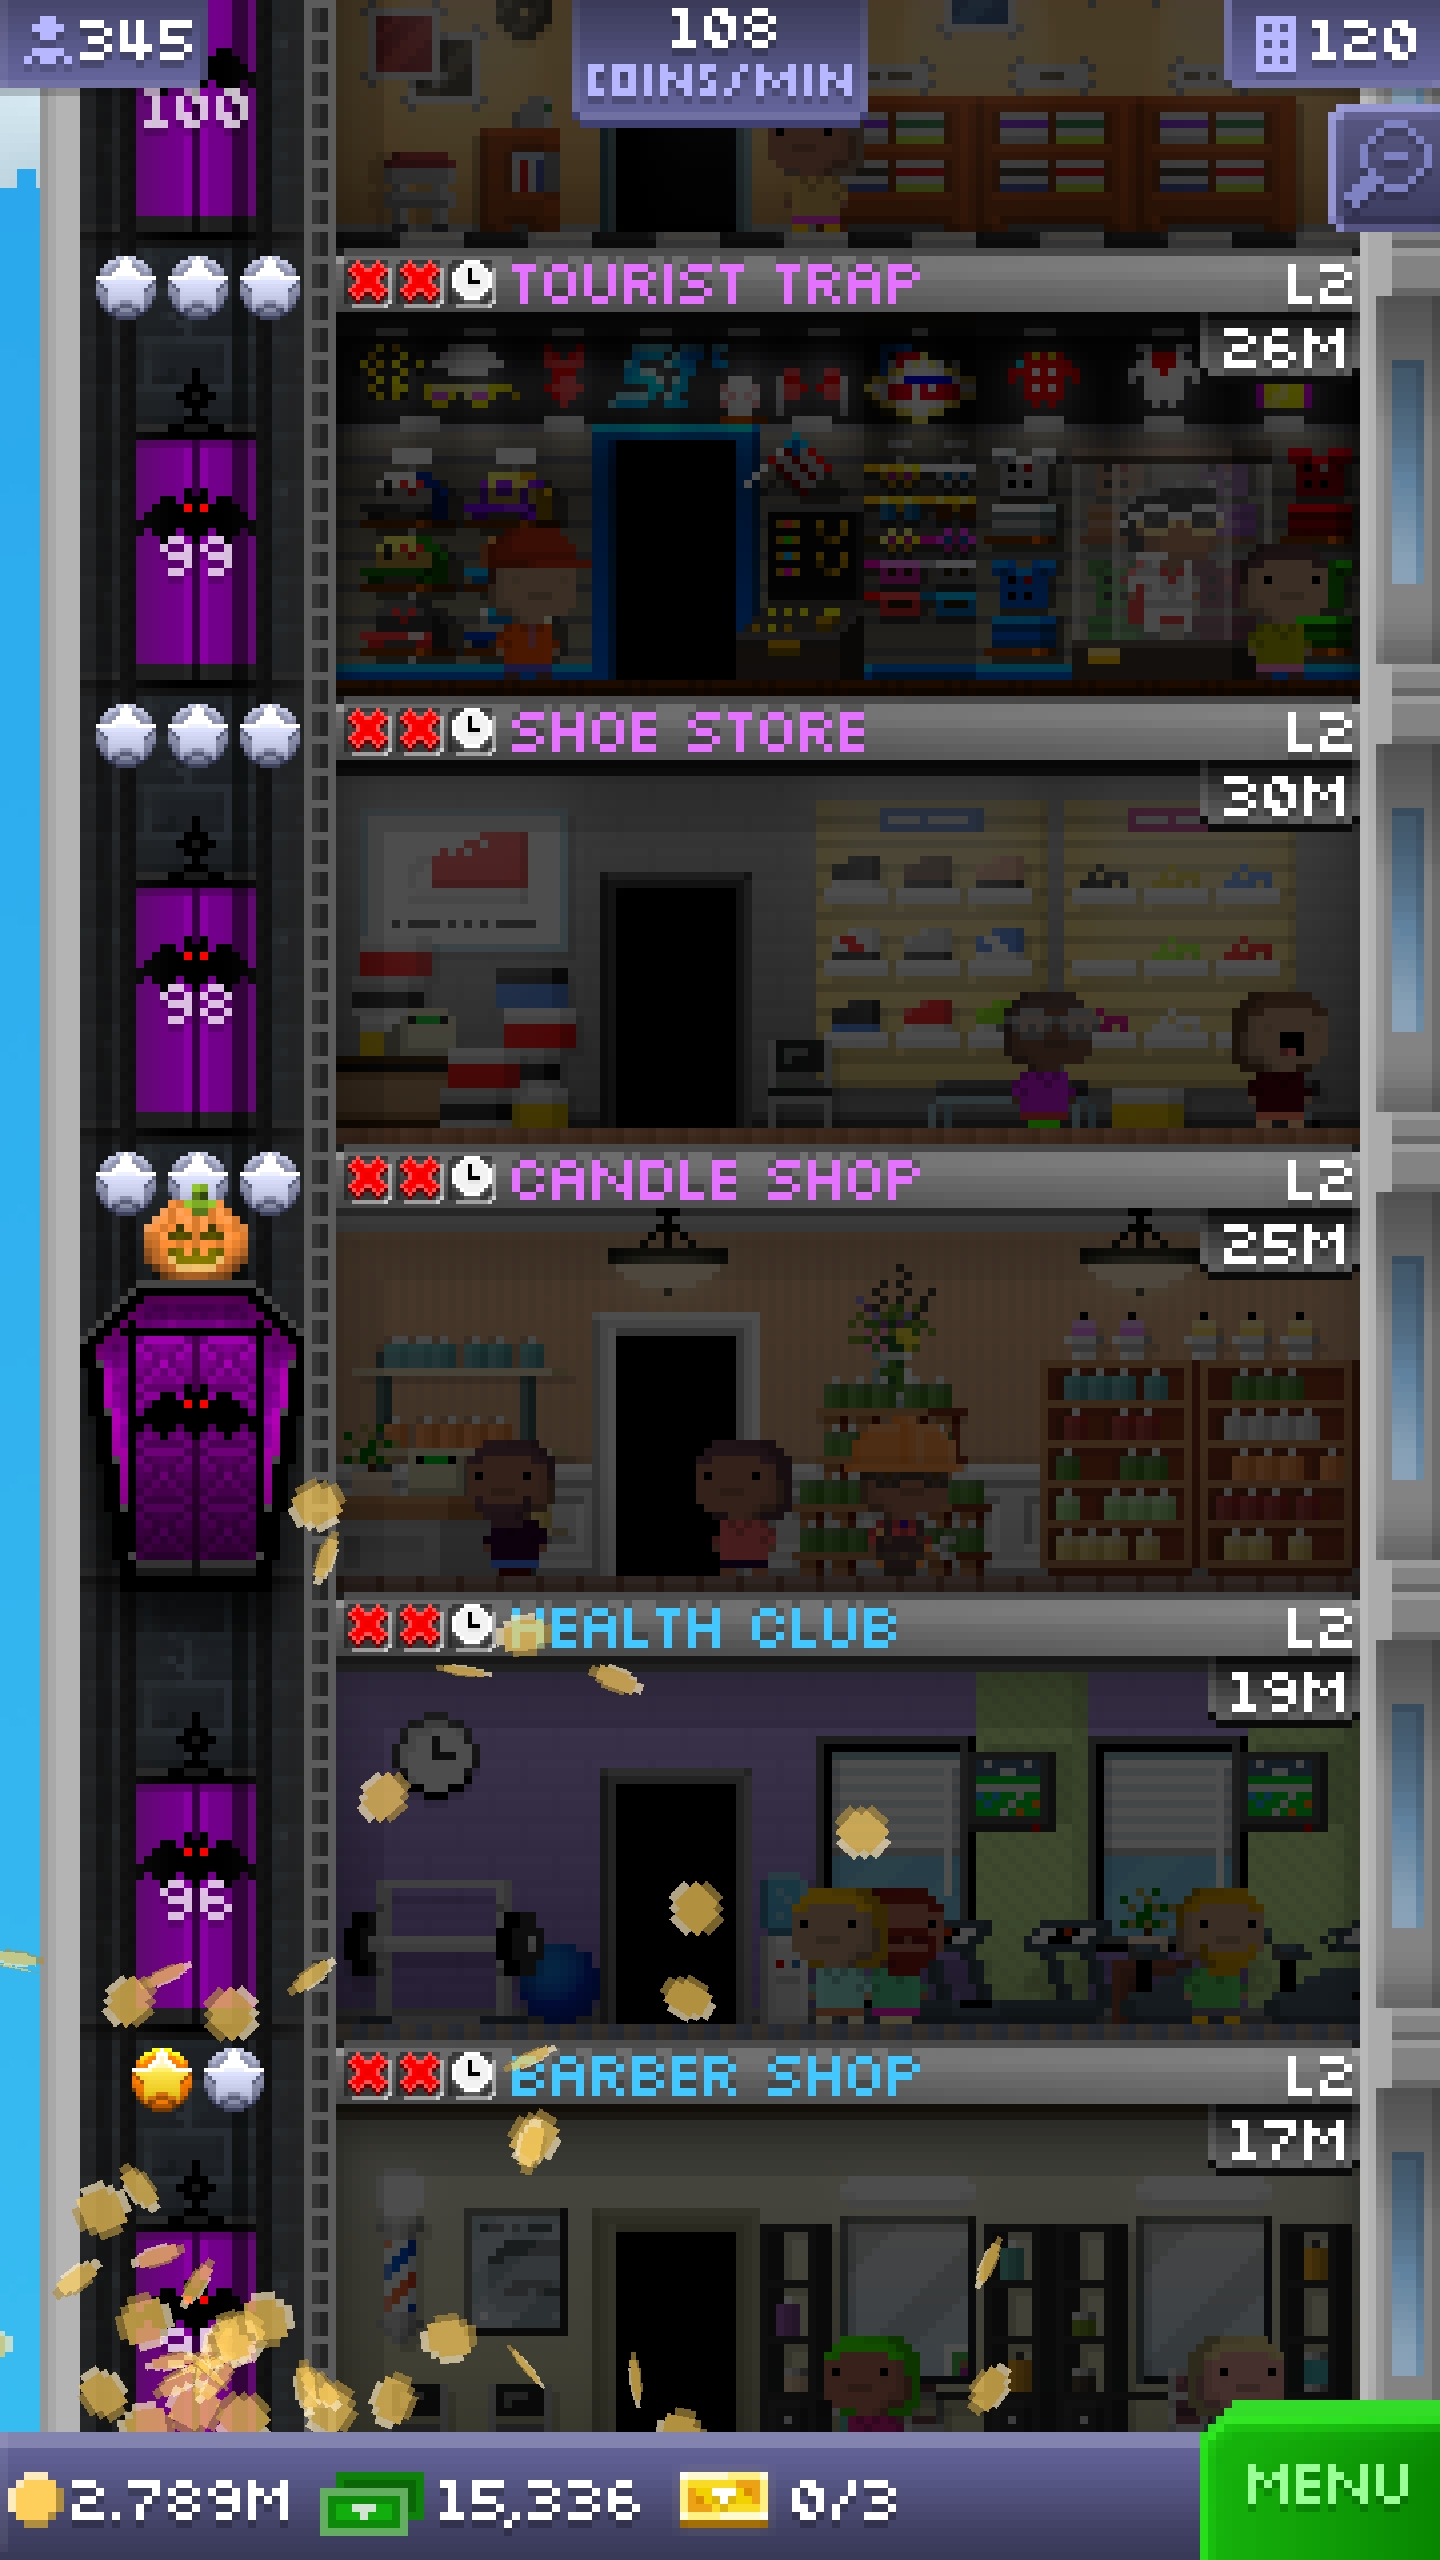 345
108
COINS/MIN
120
100
TOURIST TRAP
L2
26M
99
SHOE STORE
L2
30M
98
CANDLE SHOP
L2
25M
HEALTH CLUB
L2
19M
96
BARBER SHOP
L2
17M
2.789M
15,336
0/3
MENU